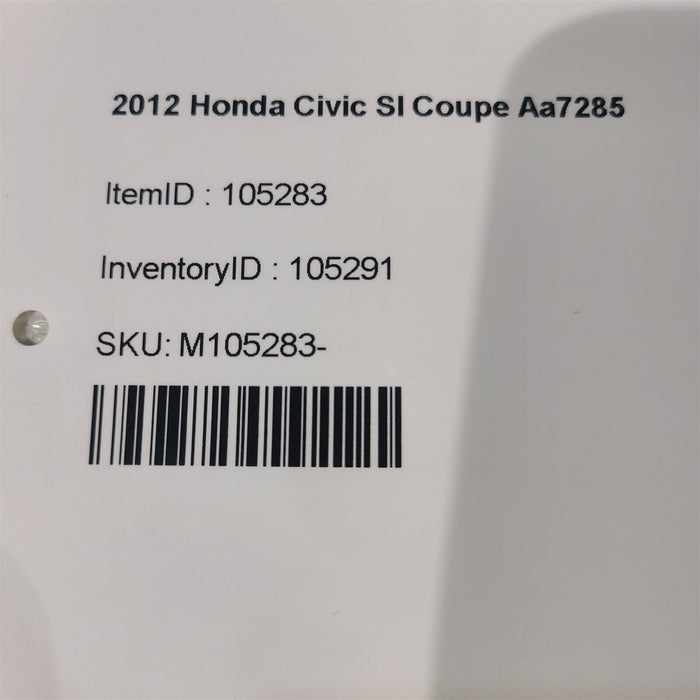 2012 Honda Civic SI Coupe Aa7285
ItemID : 105283
InventoryID : 105291
SKU: M105283-